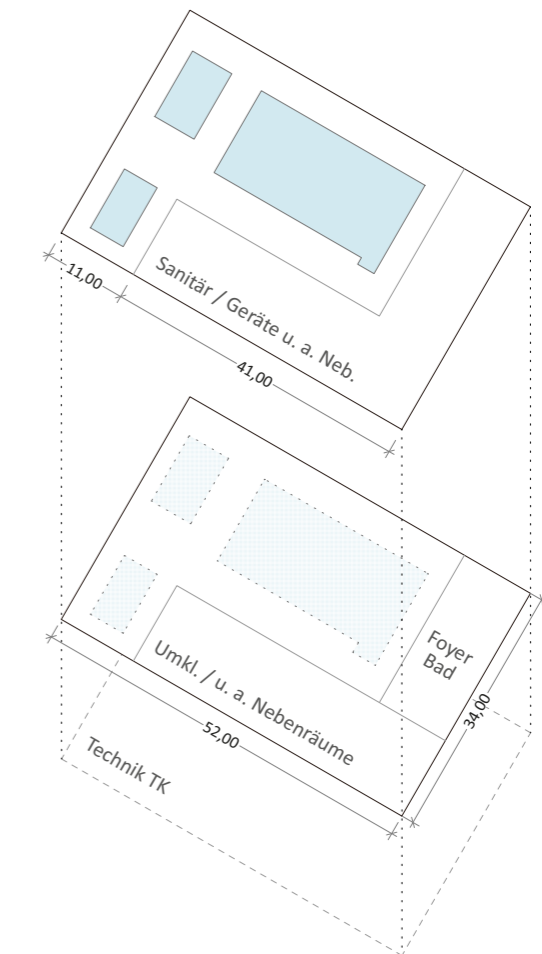 11,00
Sanitär / Geräte u. a. Neb.
41,00
Foyer
Bad
Umkl. / u. a. Nebenräume
34,00
52,00
Technik TK